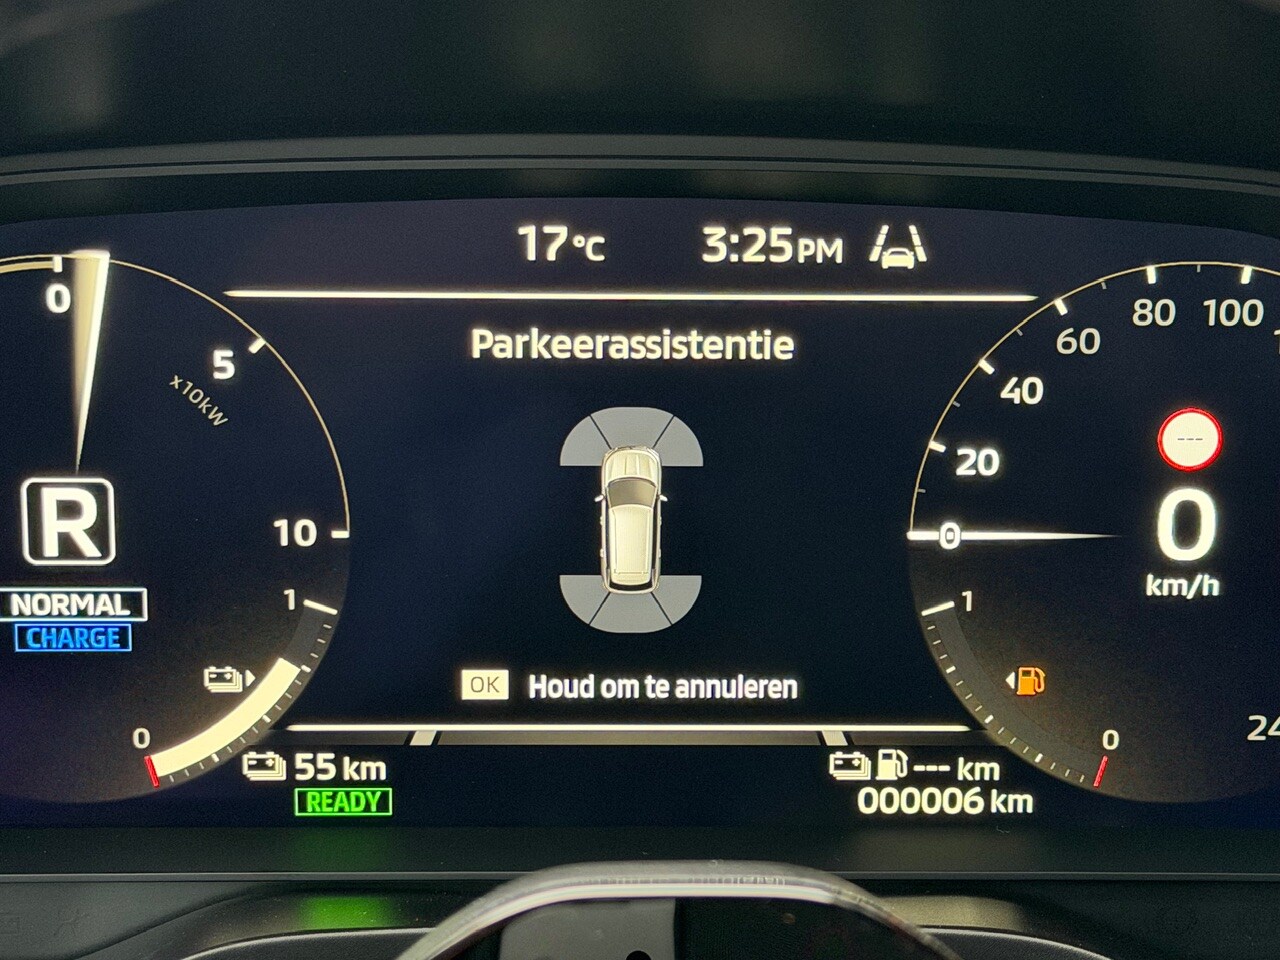 17°C 3:25PM
Parkeerassistentie
0 5 10
x10kW
R
NORMAL
CHARGE
1
0
0 20 40 60 80 100
---
0
km/h
1
0
OK Houd om te annuleren
55 km
READY
--- km
000006 km